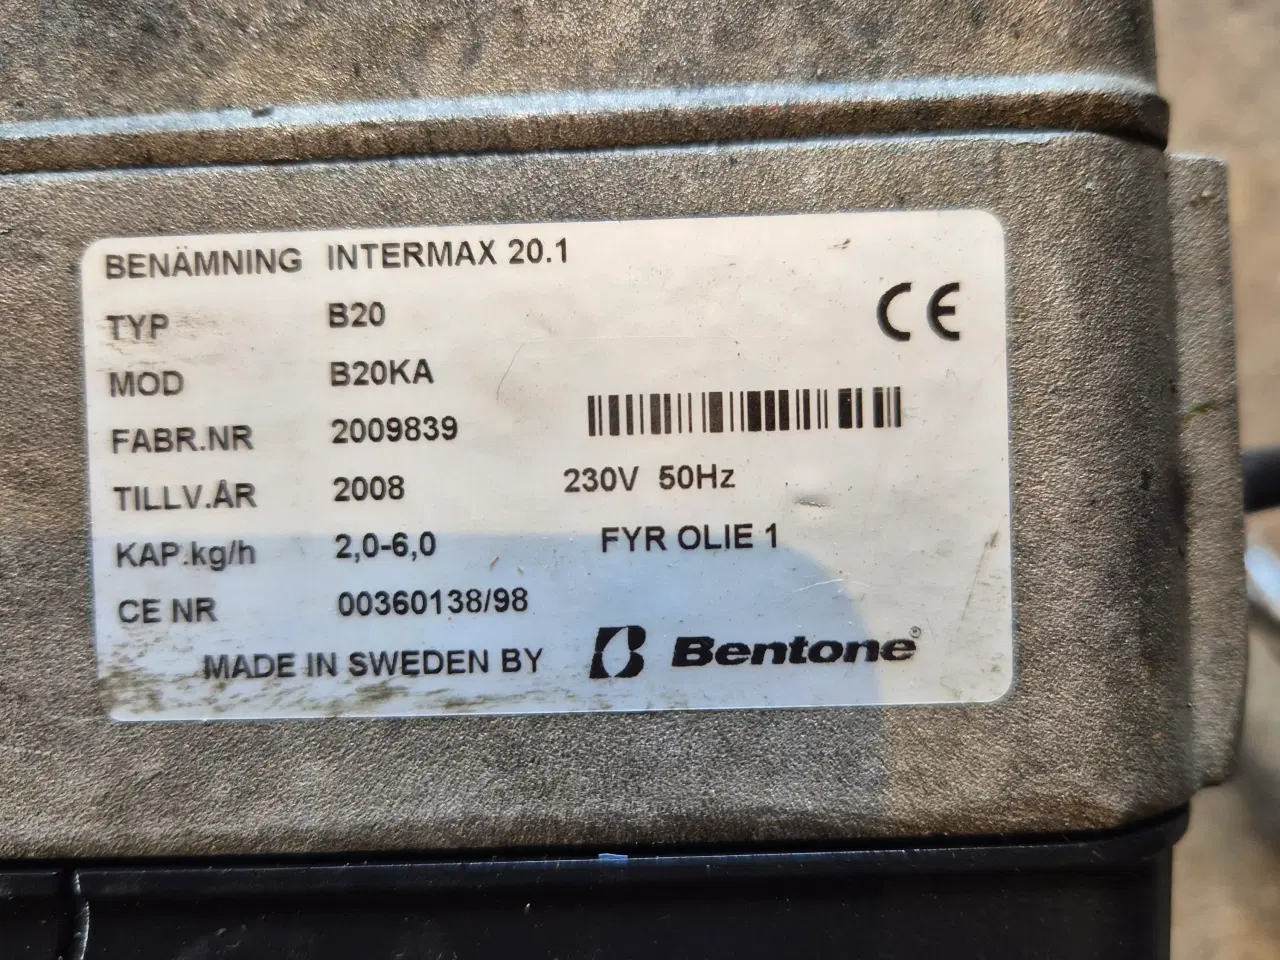 BENÄMNING INTERMAX 20.1
TYP B20
MOD B20KA
FABR.NR 2009839
TILLV.ÅR 2008 230V 50Hz
KAP.kg/h 2,0-6,0 FYR OLIE 1
CE NR 00360138/98
MADE IN SWEDEN BY Bentone®
CE